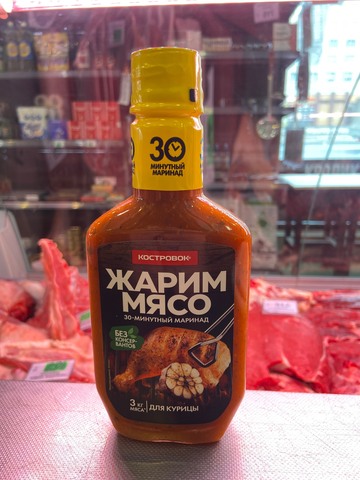 30
МИНУТНЫЙ
МАРИНАД
КОСТРОВОК
ЖАРИМ
МЯСО
30-МИНУТНЫЙ МАРИНАД
БЕЗ
КОНСЕР-
ВАНТОВ
3 КГ
МЯСА*
ДЛЯ КУРИЦЫ